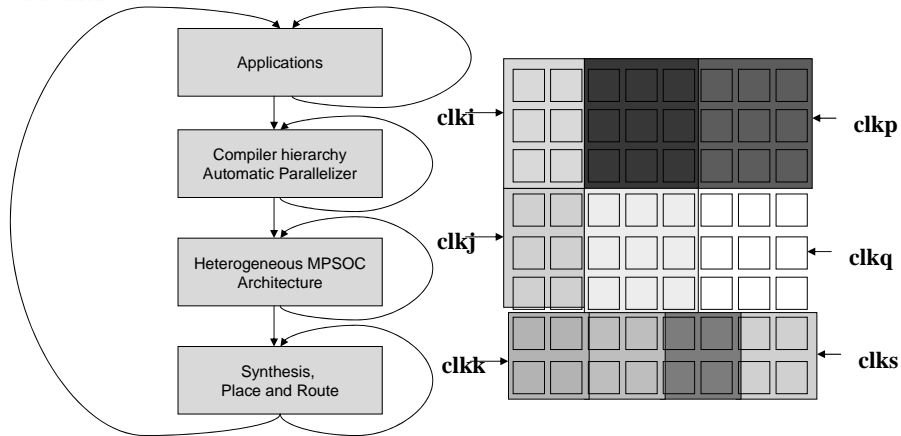 Applications
Compiler hierarchy
Automatic Parallelizer
Heterogeneous MPSOC
Architecture
Synthesis,
Place and Route
clki
clkp
clkj
clkq
clkk
clks